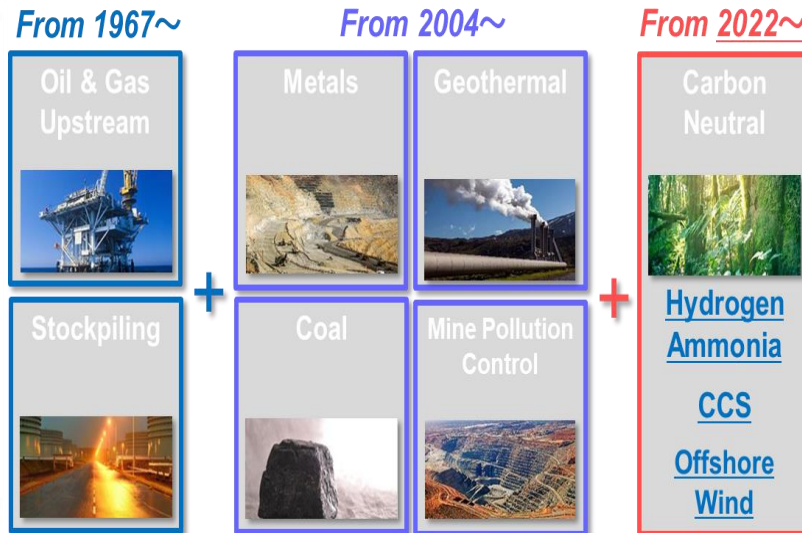 From 1967～
From 2004～
From 2022～
Oil & Gas
Upstream
Stockpiling
+
Metals
Geothermal
Coal
Mine Pollution
Control
+
Carbon
Neutral
Hydrogen
Ammonia
CCS
Offshore
Wind